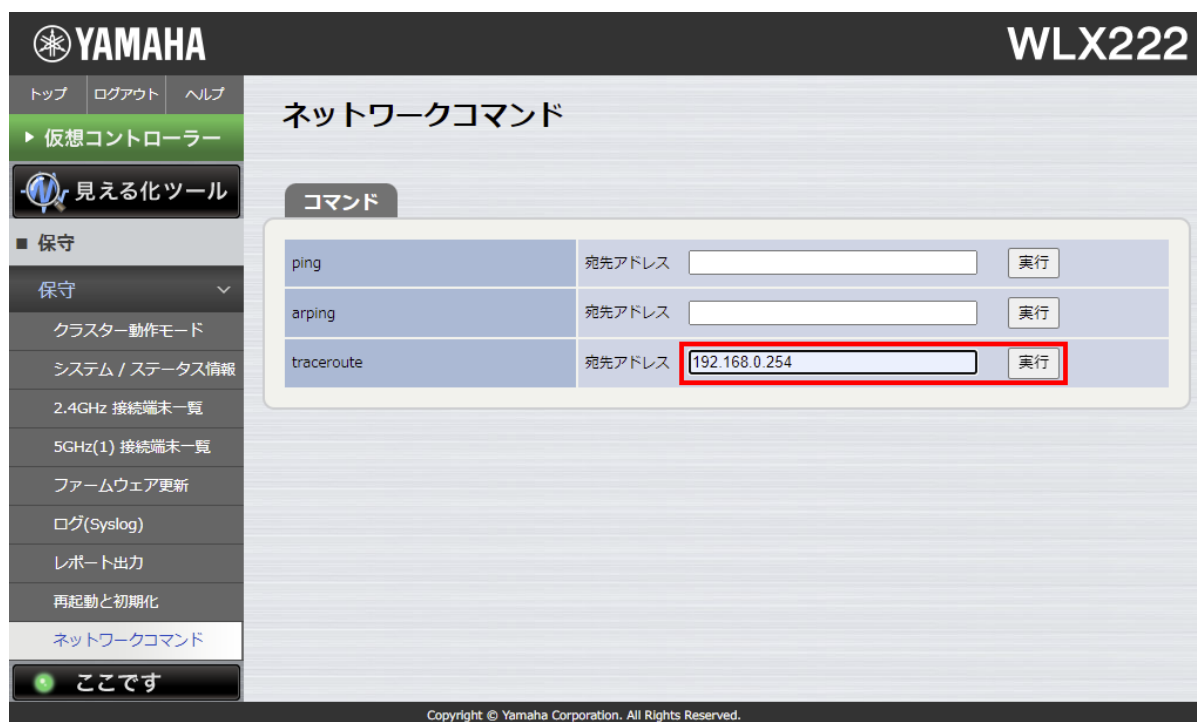 YAMAHA
WLX222
トップ ログアウト ヘルプ
仮想コントローラー
見える化ツール
保守
保守
クラスター動作モード
システム / ステータス情報
2.4GHz 接続端末一覧
5GHz(1) 接続端末一覧
ファームウェア更新
ログ(Syslog)
レポート出力
再起動と初期化
ネットワークコマンド
ここです
ネットワークコマンド
コマンド
ping 宛先アドレス 実行
arping 宛先アドレス 実行
traceroute 宛先アドレス 192.168.0.254 実行
Copyright © Yamaha Corporation. All Rights Reserved.